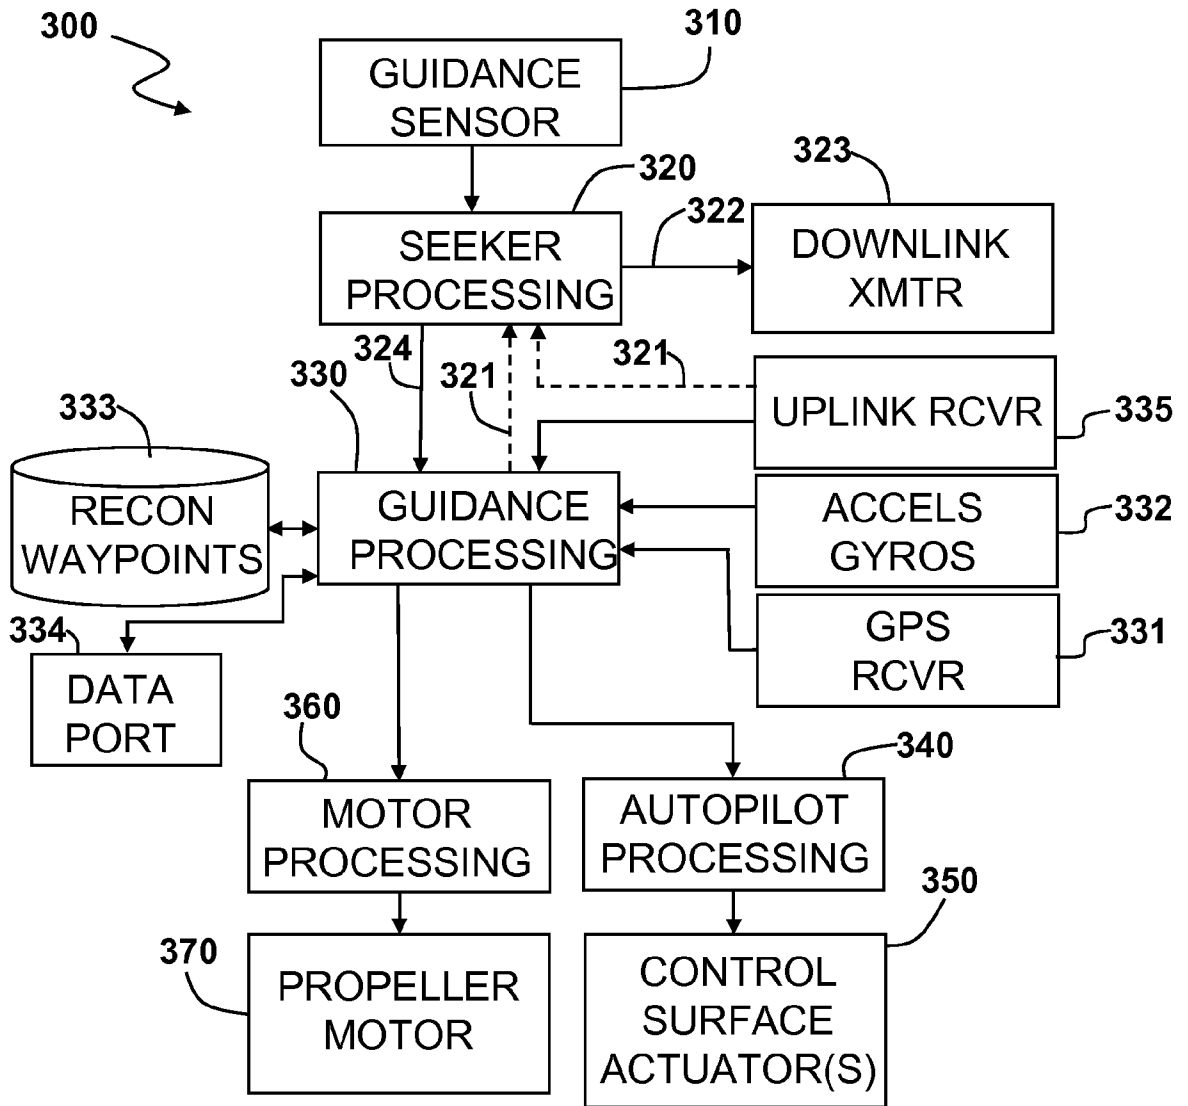 300
310
GUIDANCE
SENSOR
320
323
322
SEEKER
PROCESSING
DOWNLINK
XMTR
324
330
321
321
333
UPLINK RCVR
335
RECON
WAYPOINTS
GUIDANCE
PROCESSING
ACCELS
GYROS
332
334
DATA
PORT
GPS
RCVR
331
360
340
MOTOR
PROCESSING
AUTOPILOT
PROCESSING
350
370
PROPELLER
MOTOR
CONTROL
SURFACE
ACTUATOR(S)